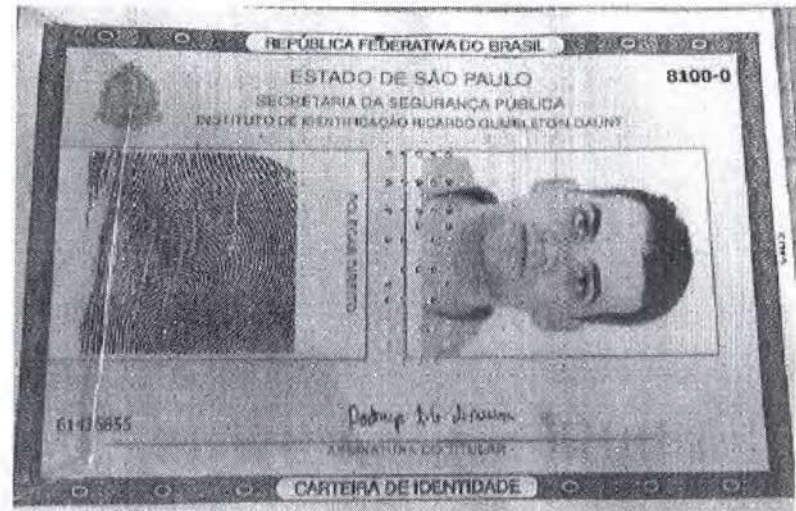 REPÚBLICA FEDERATIVA DO BRASIL
ESTADO DE SÃO PAULO
8100-0
SECRETARIA DA SEGURANÇA PÚBLICA
INSTITUTO DE IDENTIFICAÇÃO RICARDO GUMBLETON DAUNT
POLEGAR DIREITO
ASSINATURA DO TITULAR
CARTEIRA DE IDENTIDADE